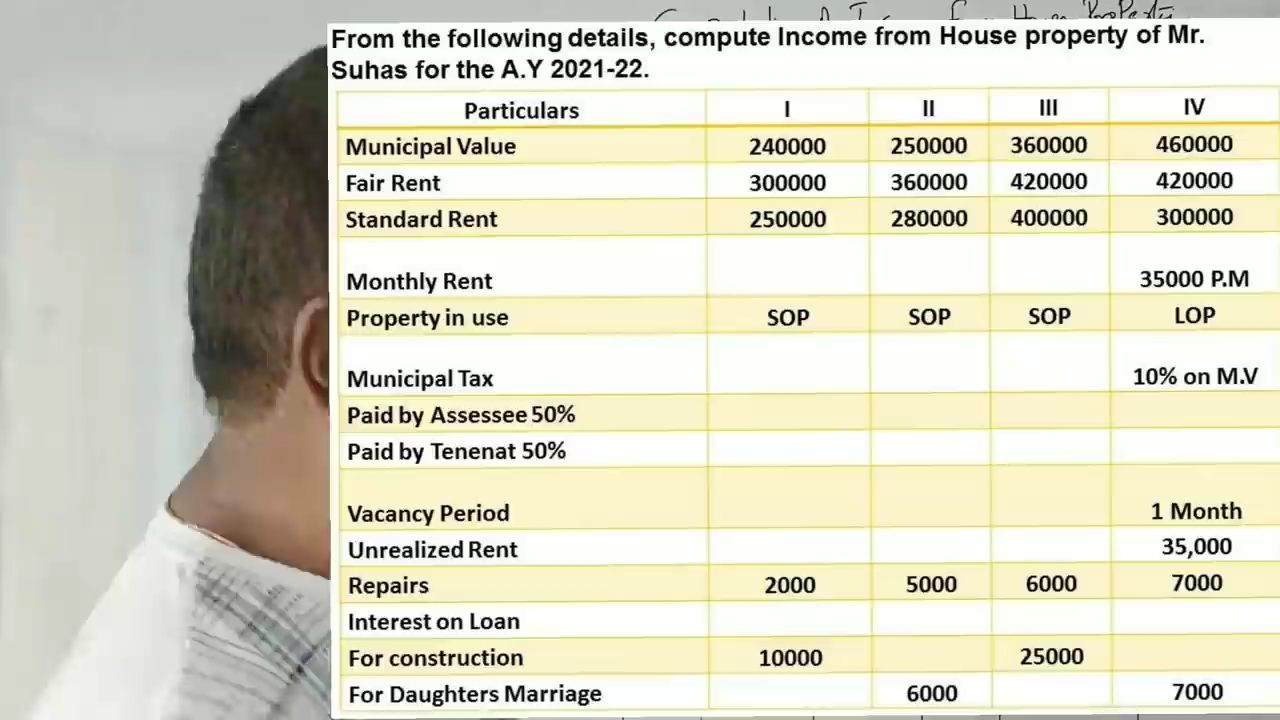 From the following details, compute Income from House property of Mr.
Suhas for the A.Y 2021-22.
Particulars I II III IV
Municipal Value 240000 250000 360000 460000
Fair Rent 300000 360000 420000 420000
Standard Rent 250000 280000 400000 300000
Monthly Rent 35000 P.M
Property in use SOP SOP SOP LOP
Municipal Tax 10% on M.V
Paid by Assessee 50%
Paid by Tenenat 50%
Vacancy Period 1 Month
Unrealized Rent 35,000
Repairs 2000 5000 6000 7000
Interest on Loan
For construction 10000 25000
For Daughters Marriage 6000 7000